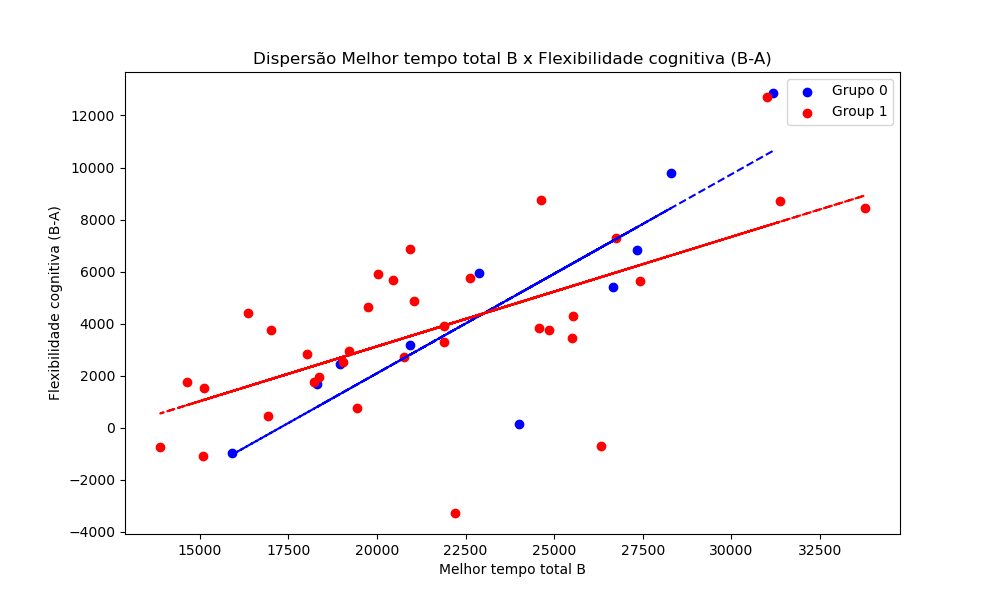 Dispersão Melhor tempo total B x Flexibilidade cognitiva (B-A)
Grupo 0
Group 1
Flexibilidade cognitiva (B-A)
12000
10000
8000
6000
4000
2000
0
−2000
−4000
15000 17500 20000 22500 25000 27500 30000 32500
Melhor tempo total B